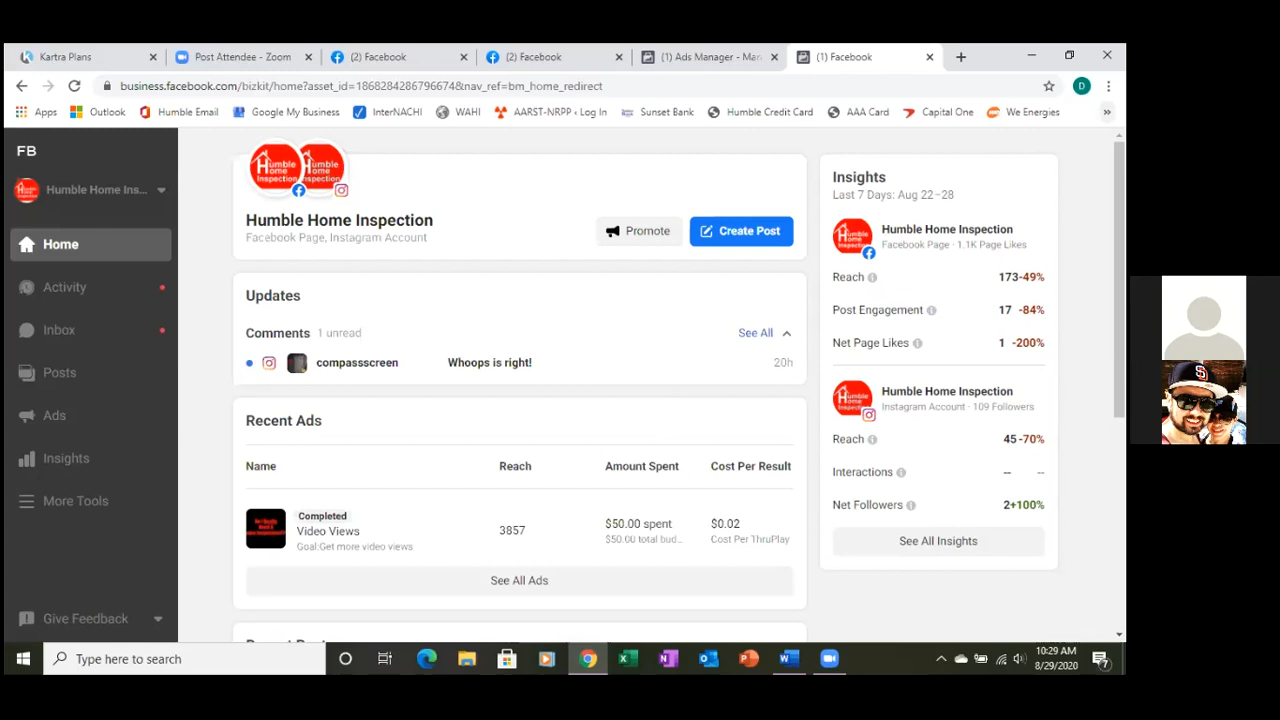 Kartra Plans
Post Attendee - Zoom
(2) Facebook
(2) Facebook
(1) Ads Manager - Man
(1) Facebook
business.facebook.com/bizkit/home?asset_id=186828428679667&nav_ref=bm_home_redirect
Apps
Outlook
Humble Email
Google My Business
InterNACHI
WAHI
AARST-NRPP ‹ Log In
Sunset Bank
Humble Credit Card
AAA Card
Capital One
We Energies
FB
Humble Home Ins...
Home
Activity
Inbox
Posts
Ads
Insights
More Tools
Give Feedback
Humble Home Inspection
Humble Home Inspection
Humble Home Inspection
Facebook Page, Instagram Account
Promote
Create Post
Updates
Comments 1 unread
See All
compassscreen Whoops is right! 20h
Recent Ads
Name Reach Amount Spent Cost Per Result
Completed
Video Views
Goal:Get more video views
3857
$50.00 spent
$50.00 total bud...
$0.02
Cost Per ThruPlay
See All Ads
Insights
Last 7 Days: Aug 22–28
Humble Home Inspection
Facebook Page · 1.1K Page Likes
Reach 173 -49%
Post Engagement 17 -84%
Net Page Likes 1 -200%
Humble Home Inspection
Instagram Account · 109 Followers
Reach 45 -70%
Interactions -- --
Net Followers 2 +100%
See All Insights
Type here to search
10:29 AM
8/29/2020